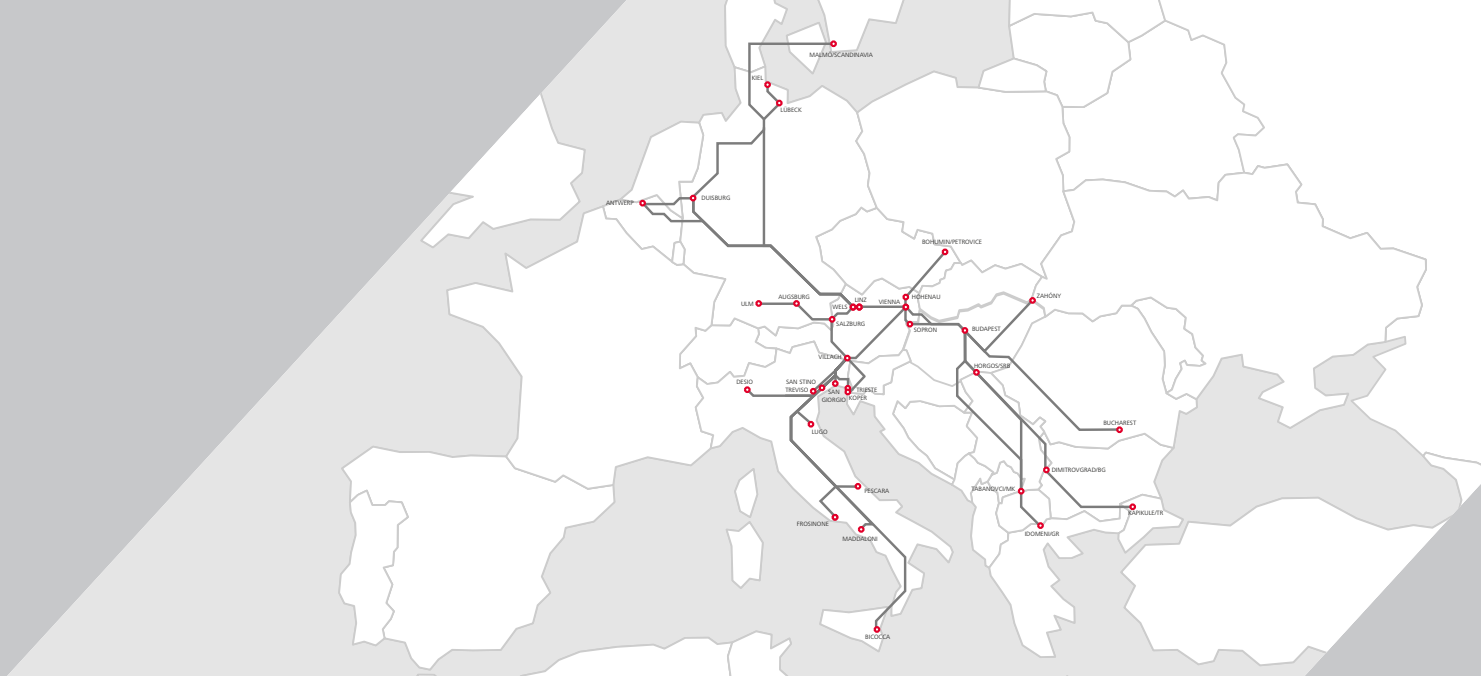 MALMÖ/SCANDINAVIA
KIEL
LÜBECK
ANTWERP
DUISBURG
BOHUMIN/PETROVICE
ULM
AUGSBURG
WELS
LINZ
VIENNA
HOHENAU
ZÁHONY
SALZBURG
SOPRON
BUDAPEST
VILLACH
HORGOS/SRB
DESIO
SAN STINO
TREVISO
SAN
GIORGIO
TRIESTE
KOPER
LUGO
BUCHAREST
DIMITROVGRAD/BG
TABANOVCI/MK
PESCARA
KAPIKULE/TR
FROSINONE
MADDALONI
IDOMENI/GR
BICOCCA